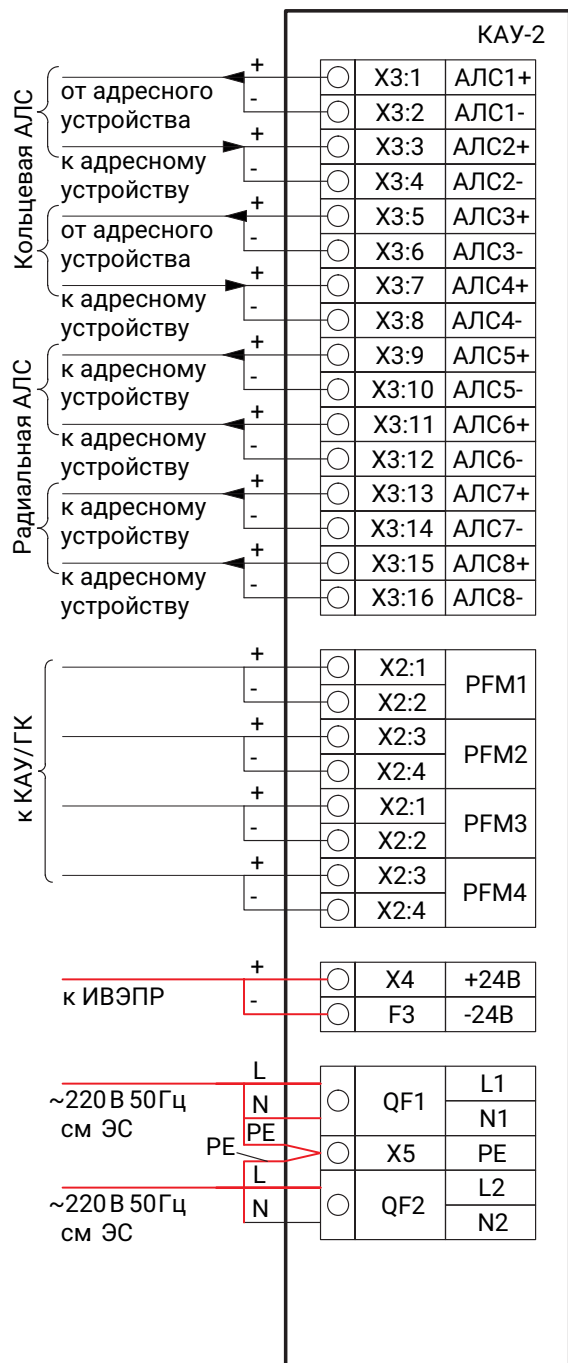 КАУ-2
Кольцевая АЛС
+
от адресного
-
устройства
X3:1 АЛС1+
X3:2 АЛС1-
+
к адресному
-
устройству
X3:3 АЛС2+
X3:4 АЛС2-
+
от адресного
-
устройства
X3:5 АЛС3+
X3:6 АЛС3-
+
к адресному
-
устройству
X3:7 АЛС4+
X3:8 АЛС4-
Радиальная АЛС
+
к адресному
-
устройству
X3:9 АЛС5+
X3:10 АЛС5-
+
к адресному
-
устройству
X3:11 АЛС6+
X3:12 АЛС6-
+
к адресному
-
устройству
X3:13 АЛС7+
X3:14 АЛС7-
+
к адресному
-
устройству
X3:15 АЛС8+
X3:16 АЛС8-
к КАУ/ГК
+
-
X2:1
X2:2
PFM1
+
-
X2:3
X2:4
PFM2
+
-
X2:1
X2:2
PFM3
+
-
X2:3
X2:4
PFM4
+
-
к ИВЭПР
X4 +24В
F3 -24В
~220 В 50Гц
см ЭС
L
N
PE
QF1
L1
N1
PE
X5 PE
~220 В 50Гц
см ЭС
L
N
QF2
L2
N2